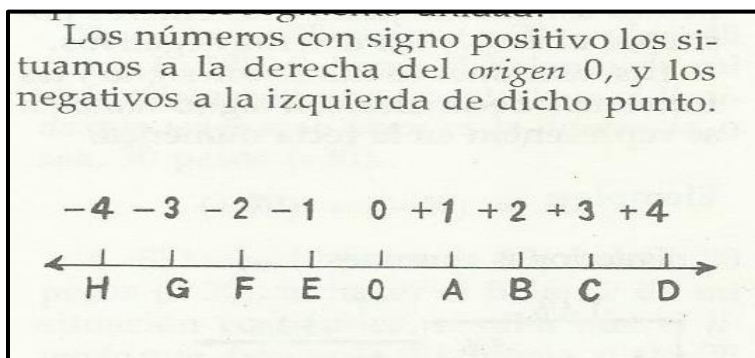 Los números con signo positivo los si-
tuamos a la derecha del origen 0, y los
negativos a la izquierda de dicho punto.
-4 -3 -2 -1 0 +1 +2 +3 +4
H G F E 0 A B C D